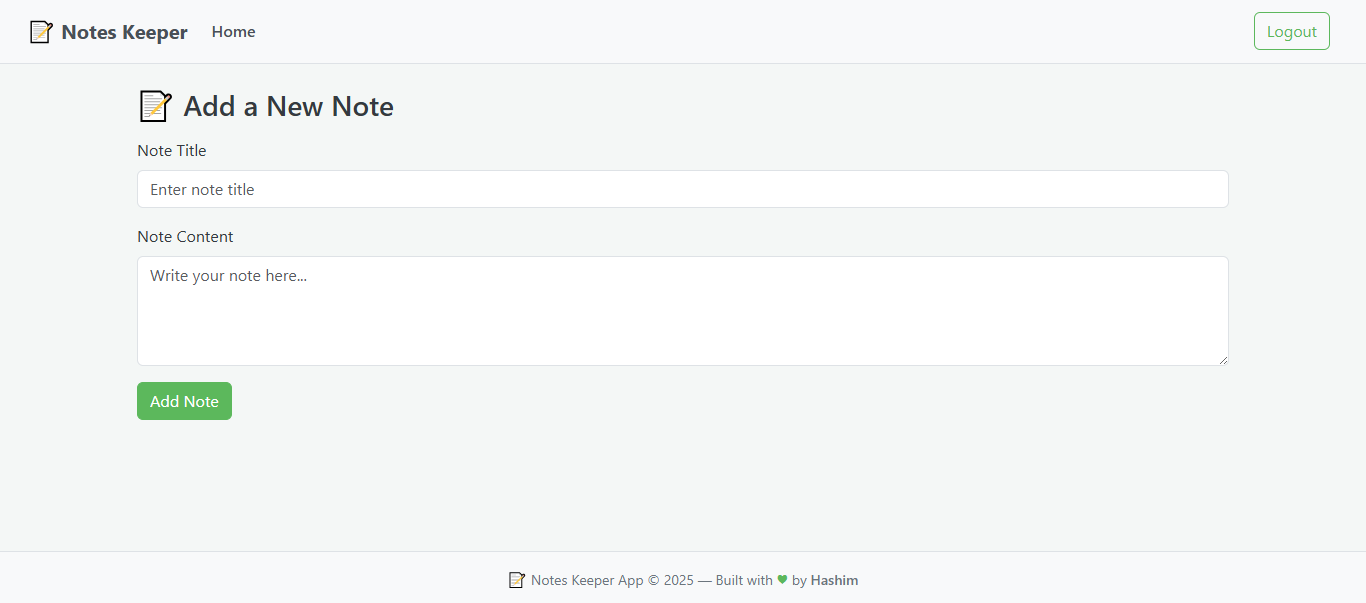 Notes Keeper Home Logout
Add a New Note
Note Title
Enter note title
Note Content
Write your note here...
Add Note
Notes Keeper App © 2025 — Built with 💚 by Hashim